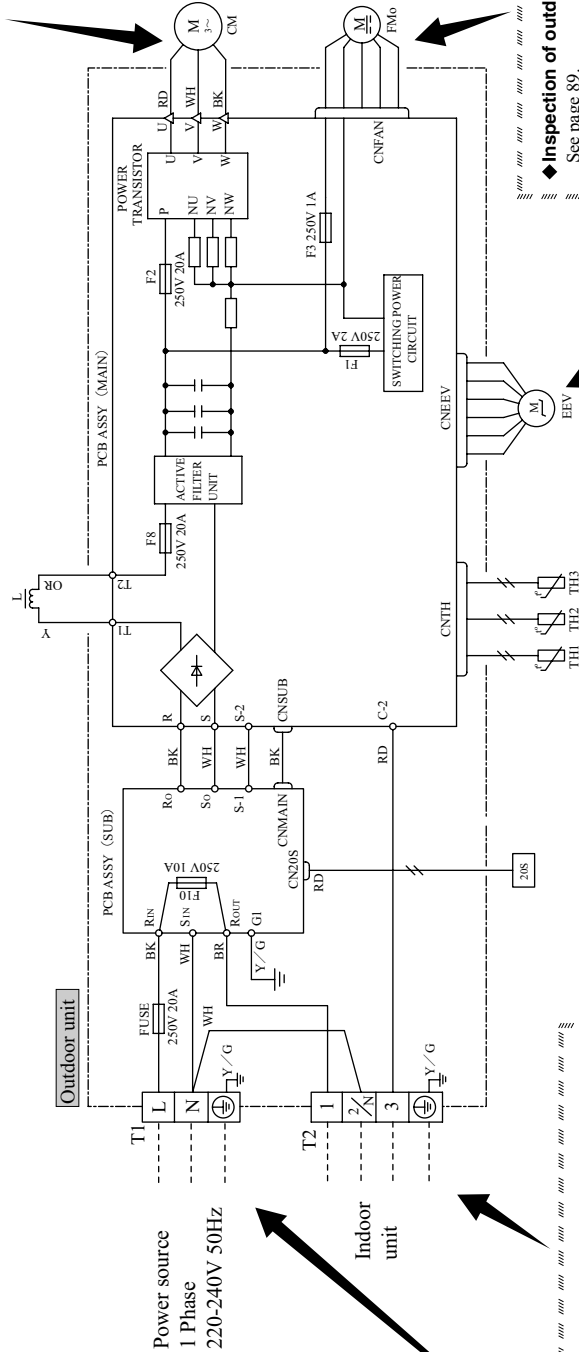 Outdoor unit
Power source
1 Phase
220-240V 50Hz
Indoor
unit
T1
L
N
Y/G
T2
1
2/N
3
Y/G
FUSE
250V 20A
WH
BK
WH
BR
Y/G
PCB ASSY (SUB)
RIN
SIN
ROUT
G1
F10
250V 10A
RO
SO
S-1
CNMAIN
CN20S
RD
20S
BK
WH
WH
BK
RD
R
S
S-2
CNSUB
C-2
L
Y
OR
T1
T2
PCB ASSY (MAIN)
F8
250V 20A
ACTIVE
FILTER
UNIT
F2
250V 20A
POWER
TRANSISTOR
P
NU
NV
NW
U
V
W
U
V
W
RD
WH
BK
M
3~
CM
F1
250V 2A
F3 250V 1A
SWITCHING POWER
CIRCUIT
CNFAN
M
FMo
CNTH
TH1
TH2
TH3
CNEEV
M
EEV
◆Inspection of outd
See page 89.